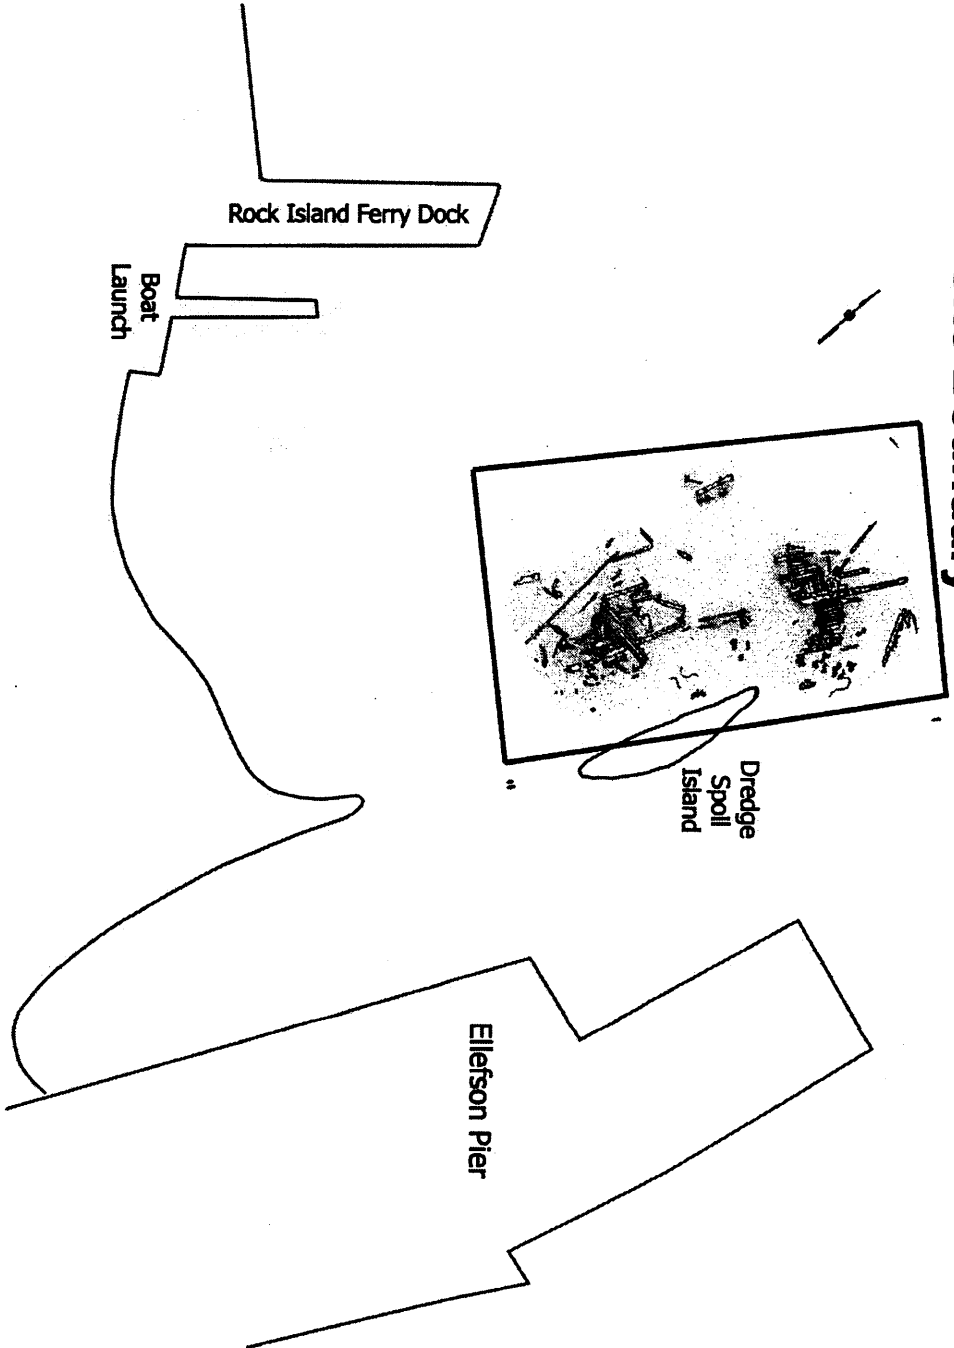 Rock Island Ferry Dock
Boat
Launch
Dredge
Spoil
Island
Ellefson Pier